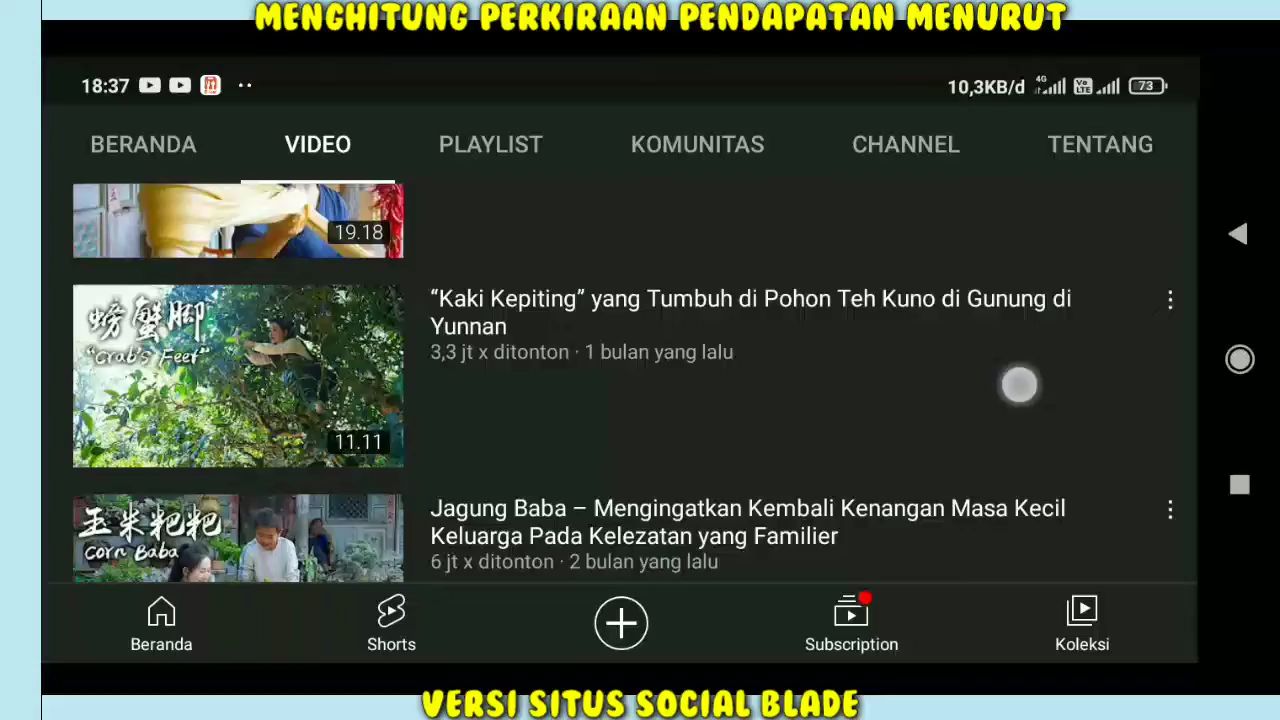 MENGHITUNG PERKIRAAN PENDAPATAN MENURUT
18:37
10,3KB/d 4G Vo LTE 73
BERANDA VIDEO PLAYLIST KOMUNITAS CHANNEL TENTANG
19.18
螃蟹脚
"Crab's Feet"
11.11
“Kaki Kepiting” yang Tumbuh di Pohon Teh Kuno di Gunung di
Yunnan
3,3 jt x ditonton · 1 bulan yang lalu
玉米粑粑
Corn Baba
Jagung Baba – Mengingatkan Kembali Kenangan Masa Kecil
Keluarga Pada Kelezatan yang Familier
6 jt x ditonton · 2 bulan yang lalu
Beranda Shorts Subscription Koleksi
VERSI SITUS SOCIAL BLADE